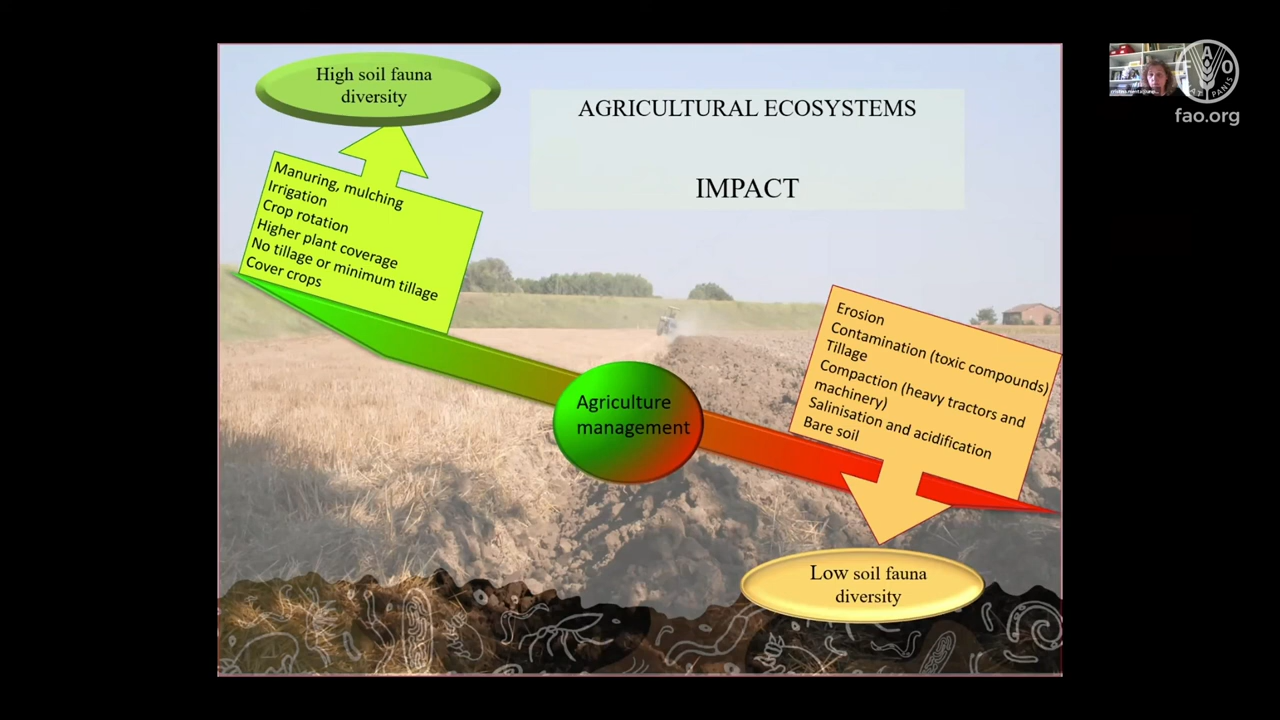 High soil fauna
diversity
AGRICULTURAL ECOSYSTEMS
IMPACT
fao.org
Manuring, mulching
Irrigation
Crop rotation
Higher plant coverage
No tillage or minimum tillage
Cover crops
Agriculture
management
Erosion
Contamination (toxic compounds)
Tillage
Compaction (heavy tractors and
machinery)
Salinisation and acidification
Bare soil
Low soil fauna
diversity